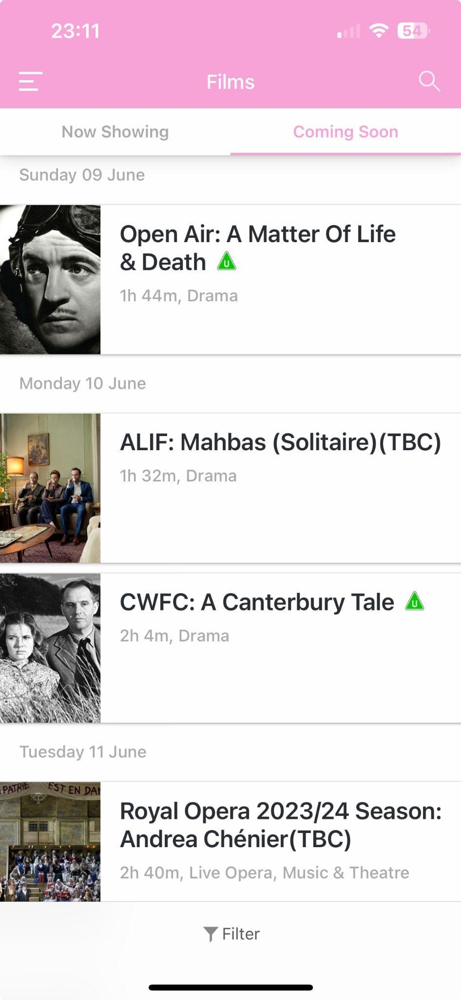 23:11
54
Films
Now Showing
Coming Soon
Sunday 09 June
Open Air: A Matter Of Life
& Death U
1h 44m, Drama
Monday 10 June
ALIF: Mahbas (Solitaire)(TBC)
1h 32m, Drama
CWFC: A Canterbury Tale U
2h 4m, Drama
Tuesday 11 June
PATRIE EST EN DAN
Royal Opera 2023/24 Season:
Andrea Chénier(TBC)
2h 40m, Live Opera, Music & Theatre
Filter